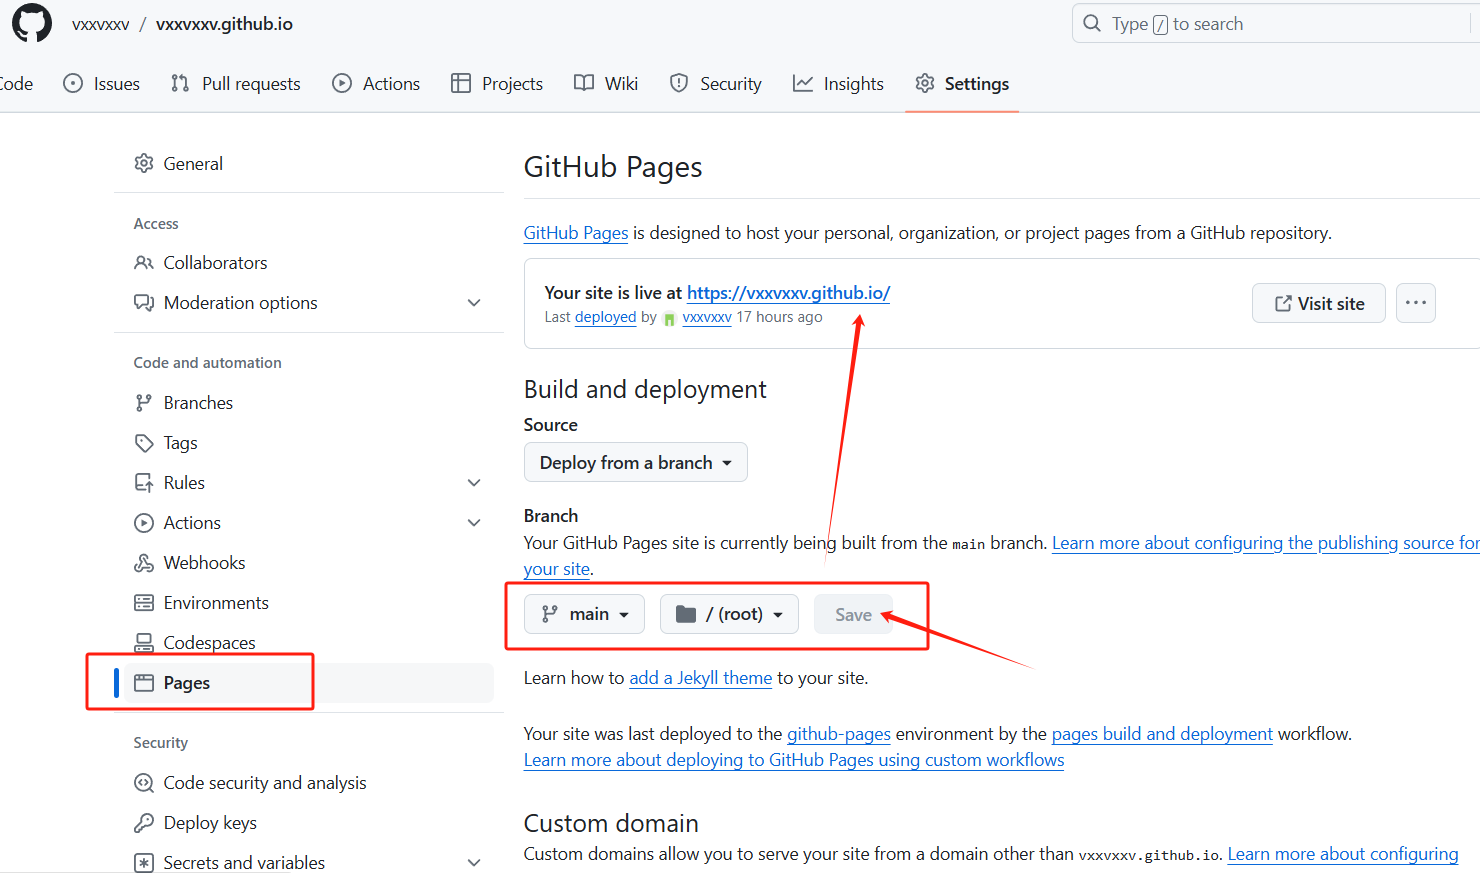 vxxvxxv / vxxvxxv.github.io
Type / to search
Code Issues Pull requests Actions Projects Wiki Security Insights Settings
General
Access
Collaborators
Moderation options
Code and automation
Branches
Tags
Rules
Actions
Webhooks
Environments
Codespaces
Pages
Security
Code security and analysis
Deploy keys
Secrets and variables
GitHub Pages
GitHub Pages is designed to host your personal, organization, or project pages from a GitHub repository.
Your site is live at https://vxxvxxv.github.io/
Last deployed by vxxvxxv 17 hours ago
Visit site
Build and deployment
Source
Deploy from a branch
Branch
Your GitHub Pages site is currently being built from the main branch. Learn more about configuring the publishing source for
your site.
main / (root) Save
Learn how to add a Jekyll theme to your site.
Your site was last deployed to the github-pages environment by the pages build and deployment workflow.
Learn more about deploying to GitHub Pages using custom workflows
Custom domain
Custom domains allow you to serve your site from a domain other than vxxvxxv.github.io. Learn more about configuring